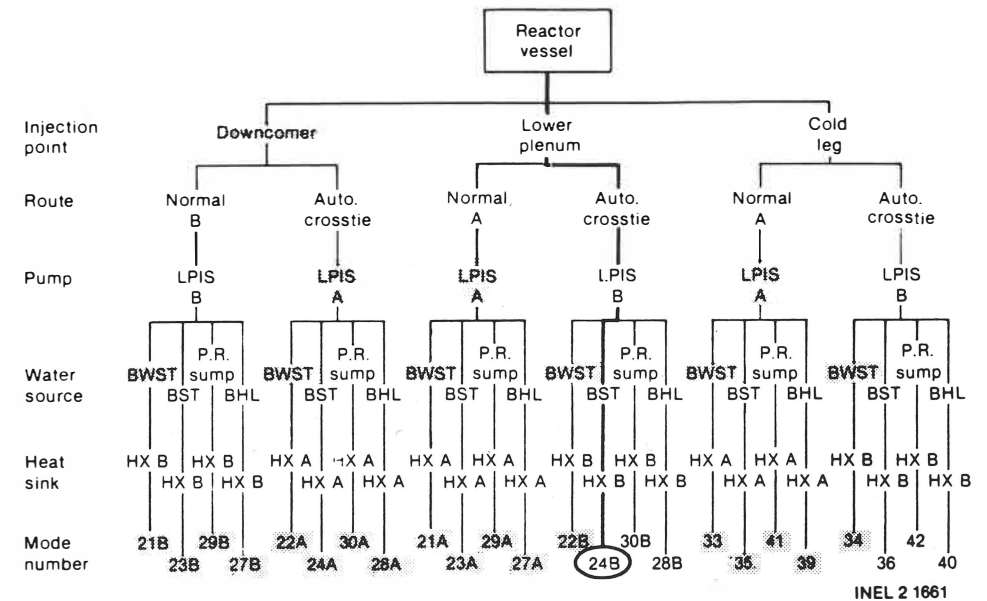 Reactor
vessel
Injection
point
Downcomer
Lower
plenum
Cold
leg
Route
Normal
B
Auto.
crosstie
Normal
A
Auto.
crosstie
Normal
A
Auto.
crosstie
Pump
LPIS
B
LPIS
A
LPIS
A
LPIS
B
LPIS
A
LPIS
B
Water
source
BWST
BST
P.R.
sump
BHL
BWST
BST
P.R.
sump
BHL
BWST
BST
P.R.
sump
BHL
BWST
BST
P.R.
sump
BHL
BWST
BST
P.R.
sump
BHL
BWST
BST
P.R.
sump
BHL
Heat
sink
HX B HX B HX A HX A HX A HX A HX B HX B HX A HX A HX B HX B
HX B HX B HX A HX A HX A HX A HX B HX B HX A HX A HX B HX B
Mode
number
21B 29B 22A 30A 21A 29A 22B 30B 33 41 34 42
23B 27B 24A 28A 23A 27A 24B 28B 35 39 36 40
INEL 2 1661